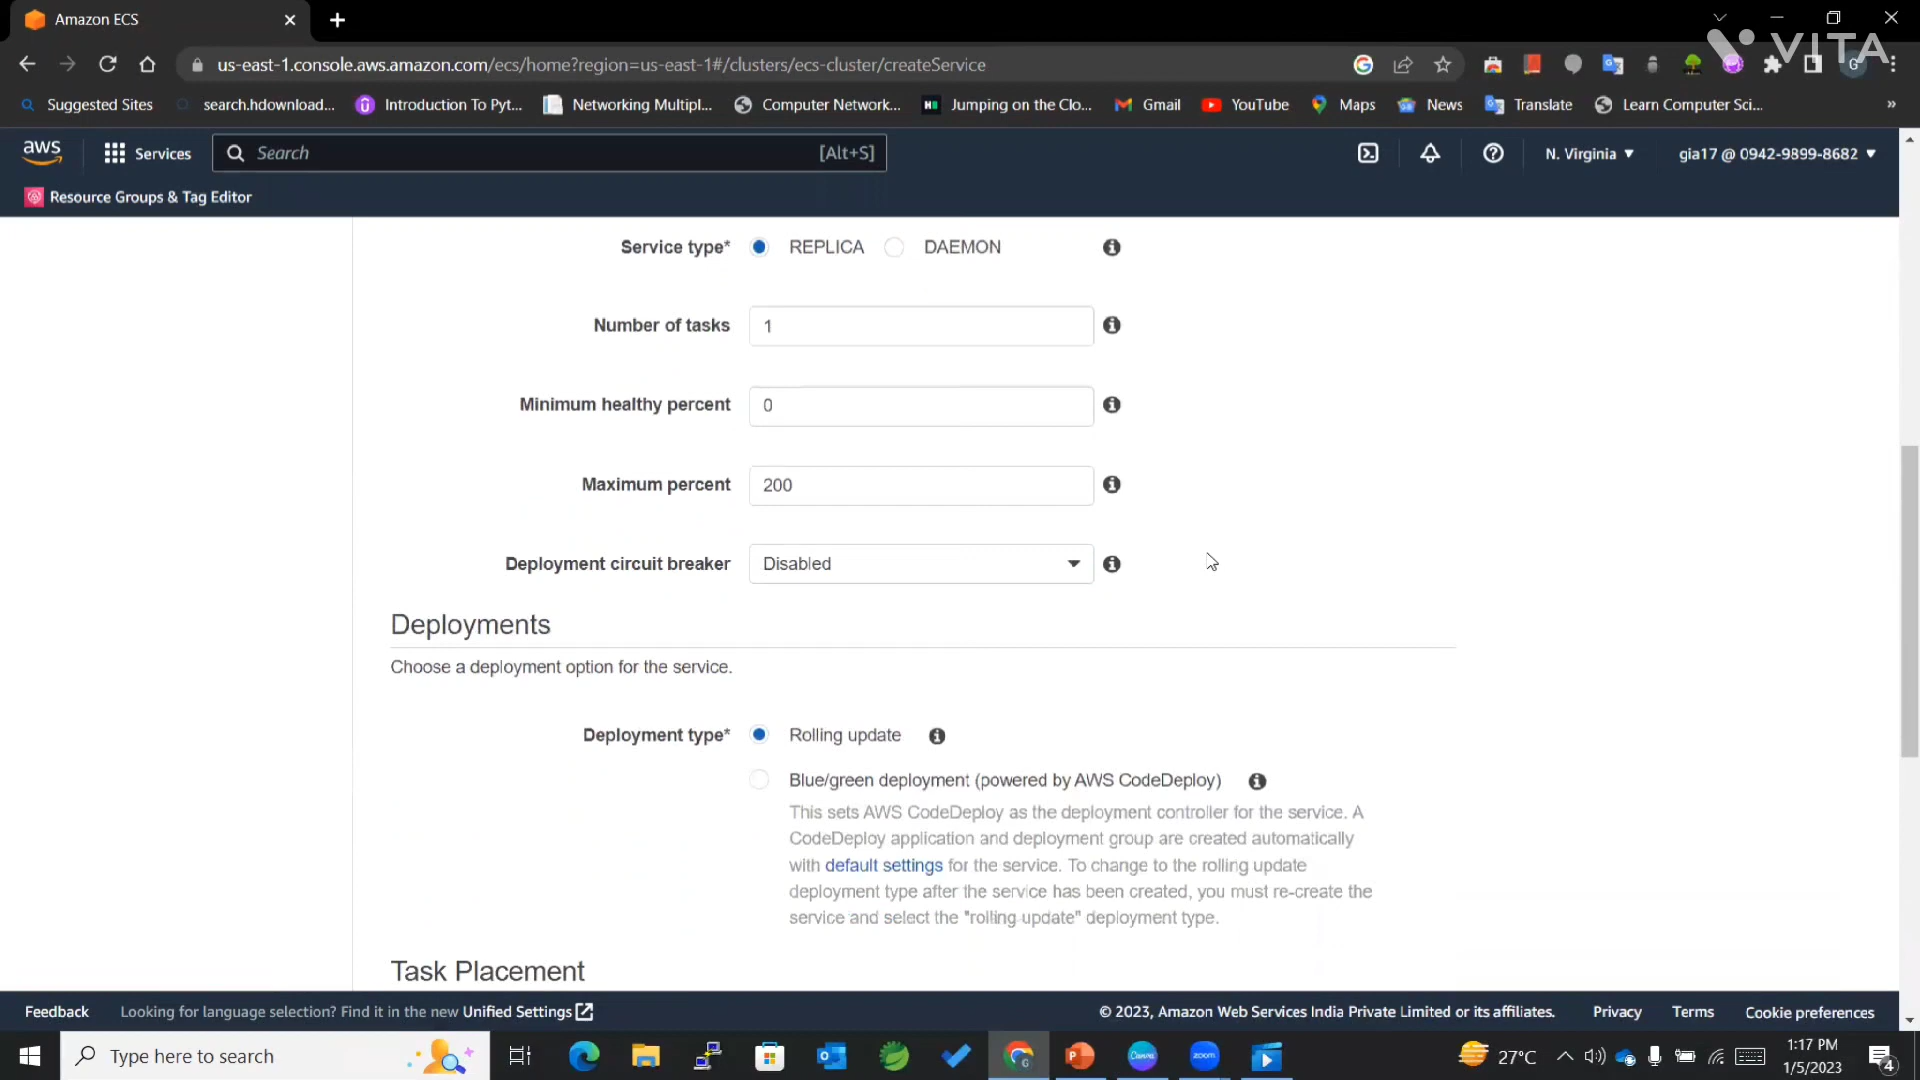 Amazon ECS
VITA
us-east-1.console.aws.amazon.com/ecs/home?region=us-east-1#/clusters/ecs-cluster/createService
G
Suggested Sites
search.hdownload...
Introduction To Pyt...
Networking Multipl...
Computer Network...
Jumping on the Clo...
Gmail
YouTube
Maps
News
Translate
Learn Computer Sci...
»
aws
Services
Search
[Alt+S]
N. Virginia
gia17 @ 0942-9899-8682
Resource Groups & Tag Editor
Service type*
REPLICA
DAEMON
Number of tasks
1
Minimum healthy percent
0
Maximum percent
200
Deployment circuit breaker
Disabled
Deployments
Choose a deployment option for the service.
Deployment type*
Rolling update
Blue/green deployment (powered by AWS CodeDeploy)
This sets AWS CodeDeploy as the deployment controller for the service. A
CodeDeploy application and deployment group are created automatically
with default settings for the service. To change to the rolling update
deployment type after the service has been created, you must re-create the
service and select the "rolling update" deployment type.
Task Placement
Feedback
Looking for language selection? Find it in the new Unified Settings
© 2023, Amazon Web Services India Private Limited or its affiliates.
Privacy
Terms
Cookie preferences
Type here to search
Canva
zoom
27°C
1:17 PM
1/5/2023
4